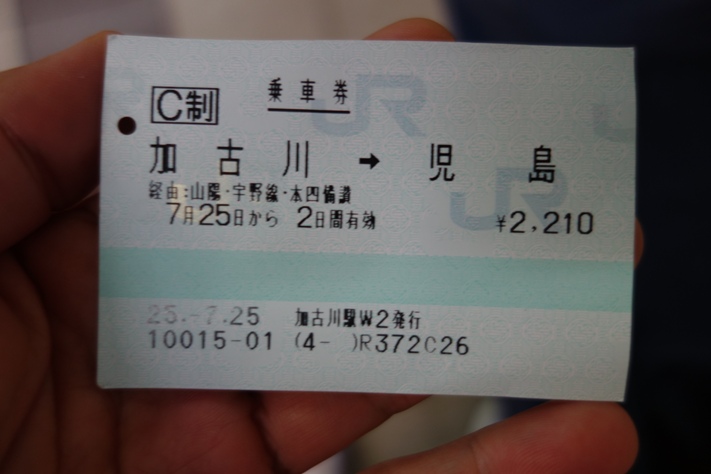 乗車券
C制
加古川 → 児島
経由:山陽・宇野線・本四備讃
7月25日から 2日間有効 ¥2,210
25.-7.25 加古川駅W2発行
10015-01 (4- )R372C26